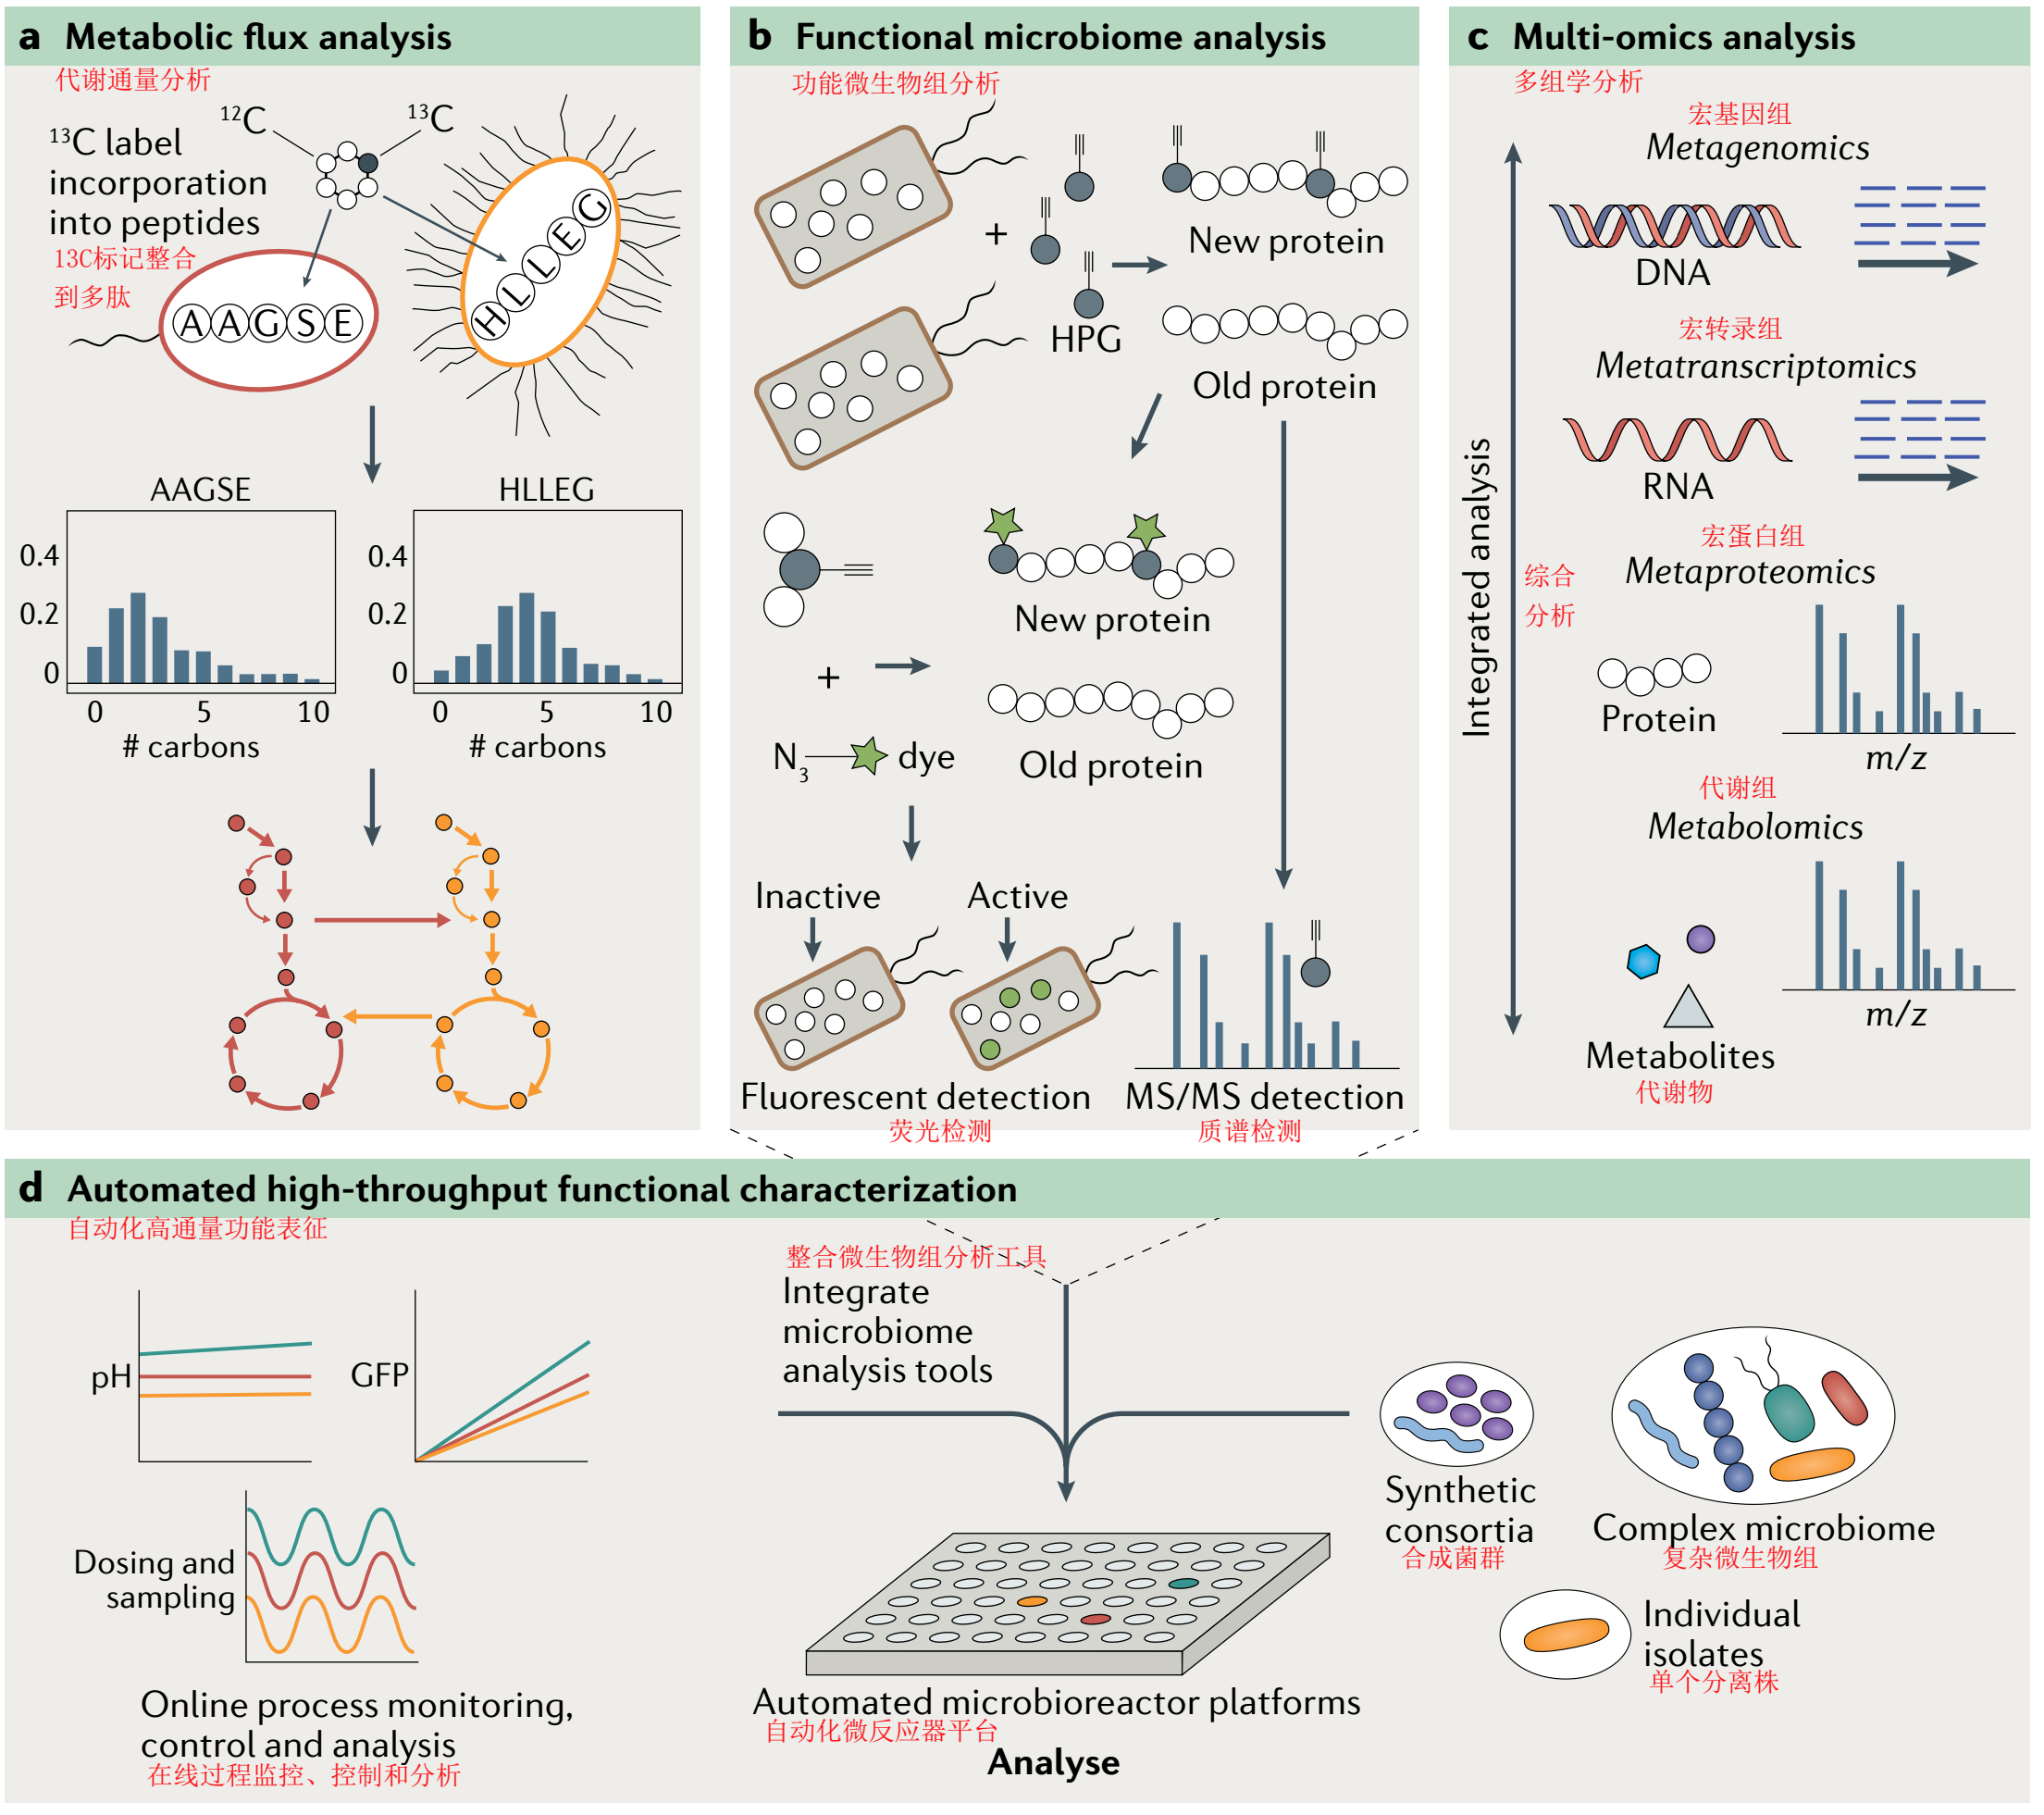 a Metabolic flux analysis
代谢通量分析
¹²C
¹³C
¹³C label
incorporation
into peptides
13C标记整合
到多肽
AAGSE
HLLEG
AAGSE
HLLEG
0.4
0.2
0
0 5 10
# carbons
0.4
0.2
0
0 5 10
# carbons
b Functional microbiome analysis
功能微生物组分析
+
HPG
New protein
Old protein
New protein
+
N₃ dye
Old protein
Inactive
Active
Fluorescent detection
荧光检测
MS/MS detection
质谱检测
c Multi-omics analysis
多组学分析
Integrated analysis
综合
分析
宏基因组
Metagenomics
DNA
宏转录组
Metatranscriptomics
RNA
宏蛋白组
Metaproteomics
Protein
m/z
代谢组
Metabolomics
m/z
Metabolites
代谢物
d Automated high-throughput functional characterization
自动化高通量功能表征
pH
GFP
Dosing and
sampling
Online process monitoring,
control and analysis
在线过程监控、控制和分析
整合微生物组分析工具
Integrate
microbiome
analysis tools
Automated microbioreactor platforms
自动化微反应器平台
Analyse
Synthetic
consortia
合成菌群
Complex microbiome
复杂微生物组
Individual
isolates
单个分离株